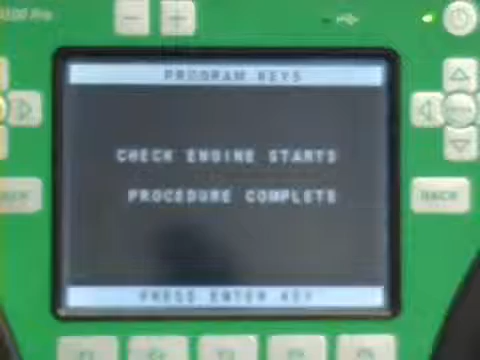 PROGRAM KEYS
CHECK ENGINE STARTS
PROCEDURE COMPLETE
BACK
PRESS ENTER KEY